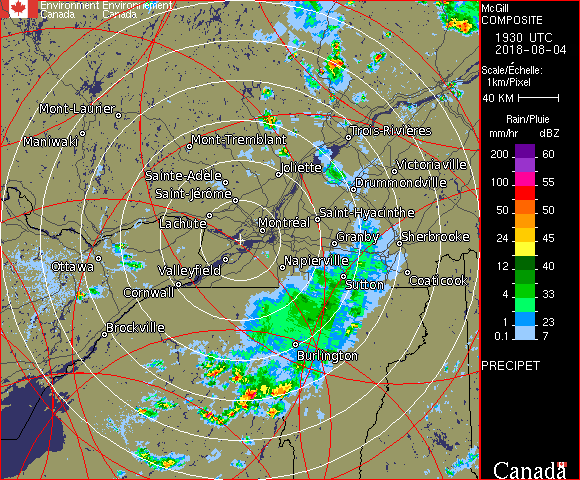 Environment Environnement
Canada Canada
McGill
COMPOSITE
1930 UTC
2018-08-04
Scale/Échelle:
1km/Pixel
40 KM
Rain/Pluie
mm/hr dBZ
200 60
100 55
50 50
24 45
12 40
4 33
1 28
0.1 23
7
PRECIPET
Canada
Mont-Laurier
Maniwaki
Mont-Tremblant
Trois-Rivières
Sainte-Adèle
Joliette
Victoriaville
Saint-Jérôme
Drummondville
Lachute
Montréal
Saint-Hyacinthe
Granby
Sherbrooke
Ottawa
Valleyfield
Napierville
Coaticook
Cornwall
Sutton
Brockville
Burlington